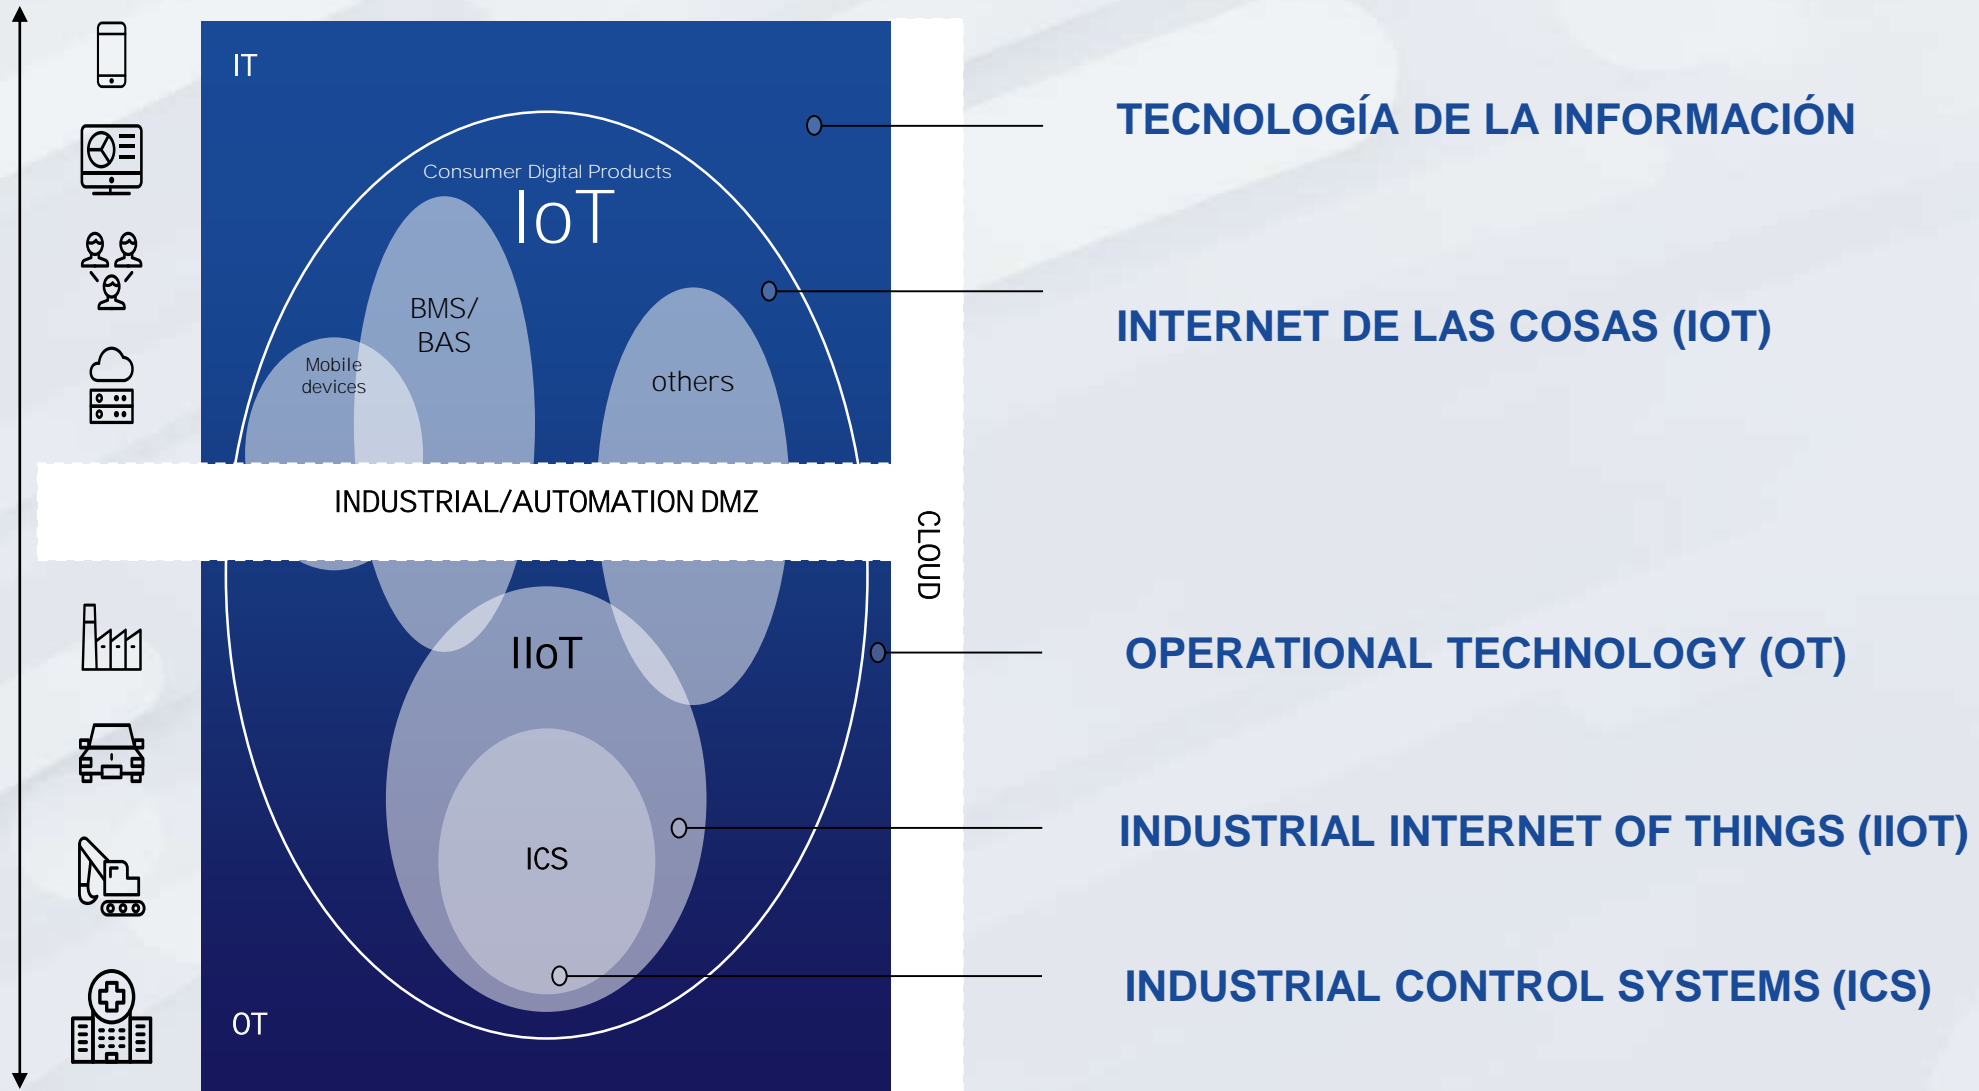 IT
TECNOLOGÍA DE LA INFORMACIÓN
Consumer Digital Products
IoT
BMS/
BAS
INTERNET DE LAS COSAS (IOT)
Mobile
devices
others
INDUSTRIAL/AUTOMATION DMZ
CLOUD
IIoT
OPERATIONAL TECHNOLOGY (OT)
INDUSTRIAL INTERNET OF THINGS (IIOT)
ICS
INDUSTRIAL CONTROL SYSTEMS (ICS)
OT